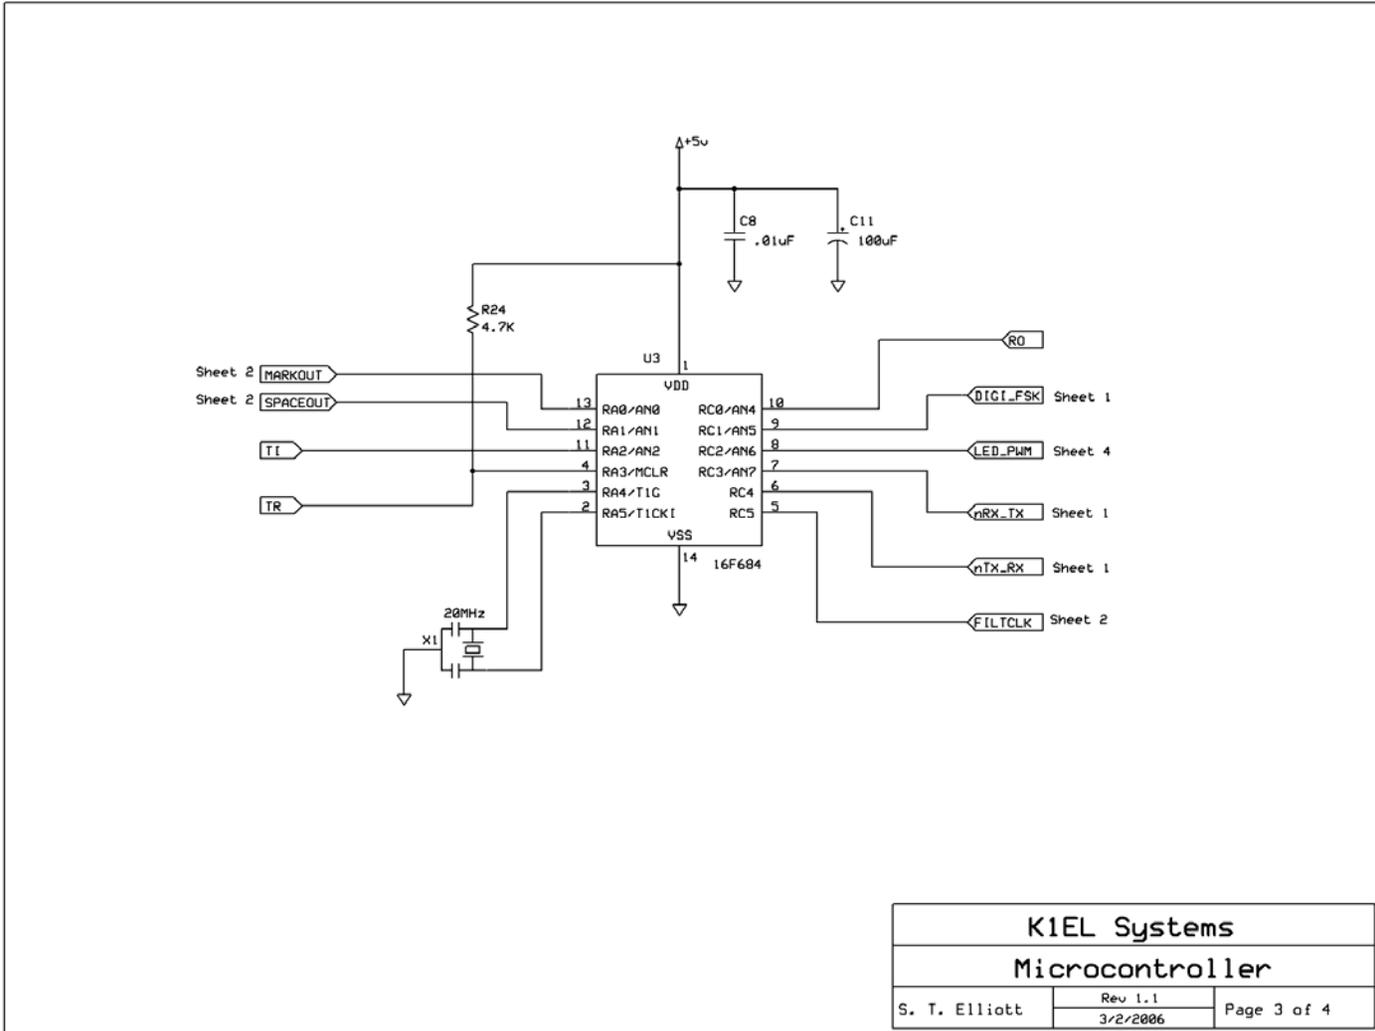 +5v
C8
.01uF
C11
100uF
R24
4.7K
RO
U3
1
VDD
Sheet 2 MARKOUT
Sheet 2 SPACEOUT
DIGI_FSK Sheet 1
13 RA0/AN0 RC0/AN4 10
12 RA1/AN1 RC1/AN5 9
TI
11 RA2/AN2 RC2/AN6 8
LED_PWM Sheet 4
4 RA3/MCLR RC3/AN7 7
3 RA4/T1G RC4 6
TR
2 RA5/T1CKI RC5 5
nRX_TX Sheet 1
VSS
14
16F684
nTX_RX Sheet 1
20MHz
X1
FILTCLK Sheet 2
K1EL Systems
Microcontroller
S. T. Elliott
Rev 1.1
3/2/2006
Page 3 of 4